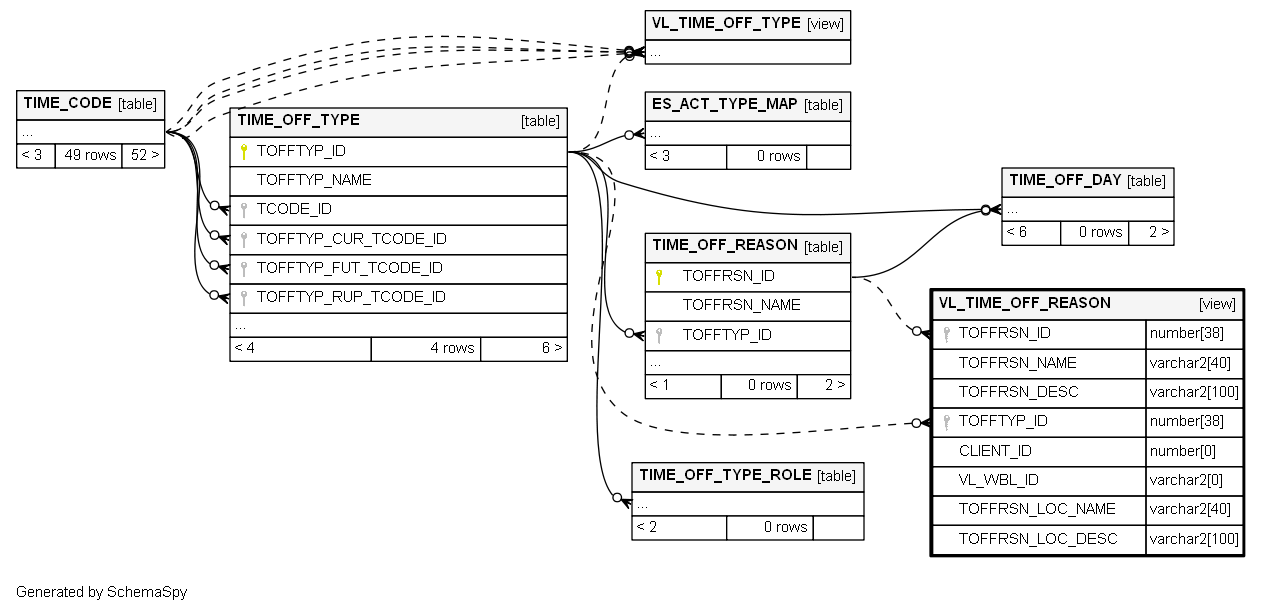 VL_TIME_OFF_TYPE [view]
...
TIME_CODE [table]
...
< 3 49 rows 52 >
TIME_OFF_TYPE [table]
TOFFTYP_ID
TOFFTYP_NAME
TCODE_ID
TOFFTYP_CUR_TCODE_ID
TOFFTYP_FUT_TCODE_ID
TOFFTYP_RUP_TCODE_ID
...
< 4 4 rows 6 >
ES_ACT_TYPE_MAP [table]
...
< 3 0 rows
TIME_OFF_DAY [table]
...
< 6 0 rows 2 >
TIME_OFF_REASON [table]
TOFFRSN_ID
TOFFRSN_NAME
TOFFTYP_ID
...
< 1 0 rows 2 >
VL_TIME_OFF_REASON [view]
TOFFRSN_ID number[38]
TOFFRSN_NAME varchar2[40]
TOFFRSN_DESC varchar2[100]
TOFFTYP_ID number[38]
CLIENT_ID number[0]
VL_WBL_ID varchar2[0]
TOFFRSN_LOC_NAME varchar2[40]
TOFFRSN_LOC_DESC varchar2[100]
TIME_OFF_TYPE_ROLE [table]
...
< 2 0 rows
Generated by SchemaSpy